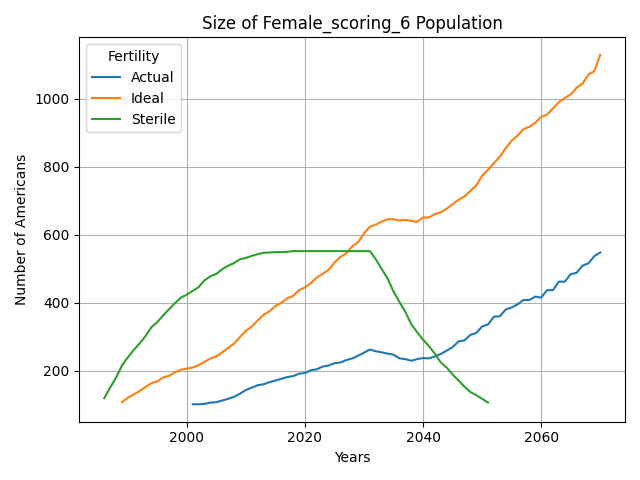 Size of Female_scoring_6 Population
Fertility
Actual
Ideal
Sterile
Number of Americans
1000
800
600
400
200
2000
2020
2040
2060
Years